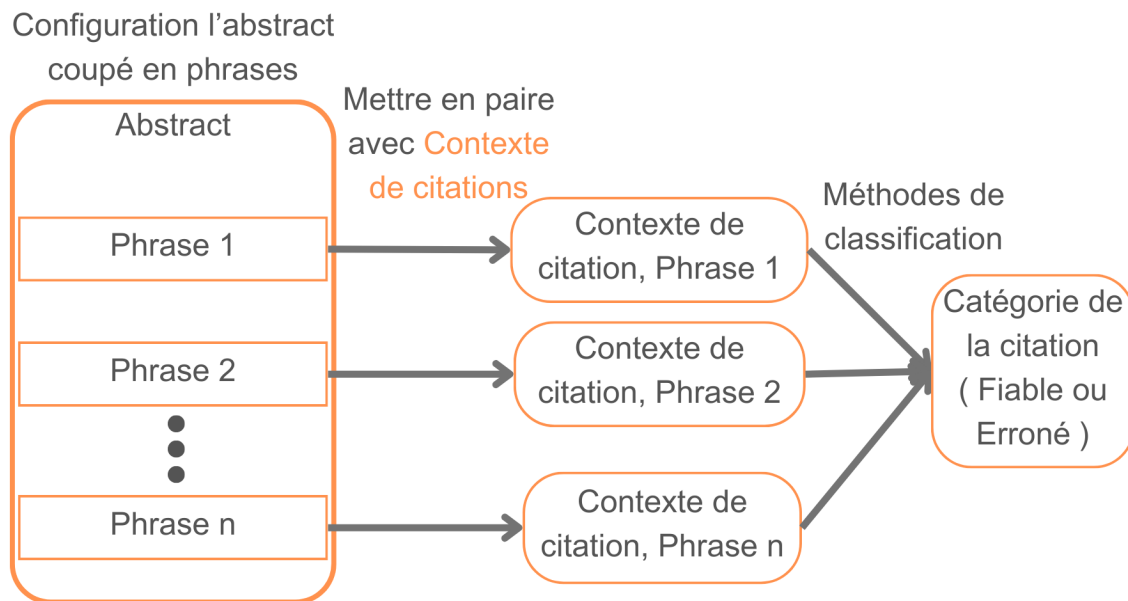 Configuration l’abstract
coupé en phrases
Abstract
Phrase 1
Phrase 2
Phrase n
Mettre en paire
avec Contexte
de citations
Contexte de
citation, Phrase 1
Contexte de
citation, Phrase 2
Contexte de
citation, Phrase n
Méthodes de
classification
Catégorie de
la citation
( Fiable ou
Erroné )